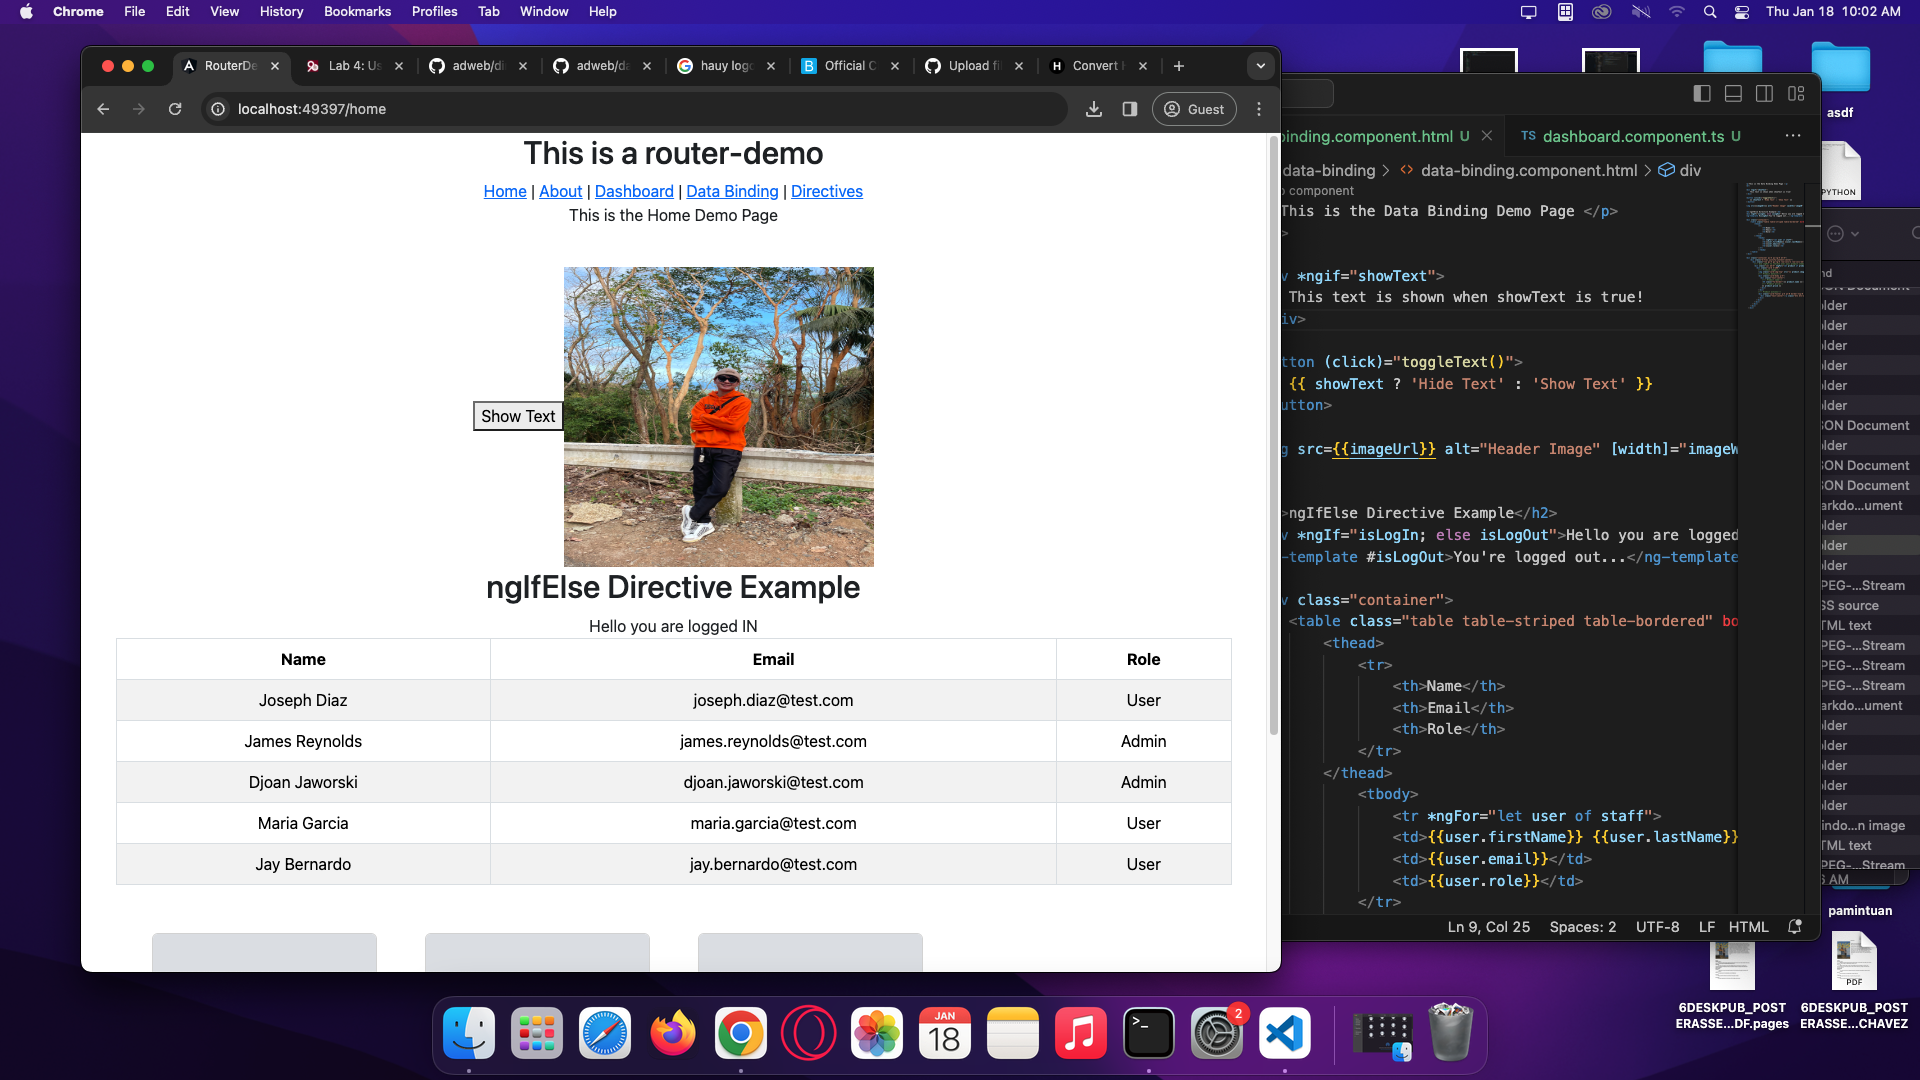 Chrome File Edit View History Bookmarks Profiles Tab Window Help
Thu Jan 18 10:02 AM
RouterDe
Lab 4: Us
adweb/di
adweb/da
hauy logo
Official C
Upload fi
Convert
localhost:49397/home
Guest
This is a router-demo
Home | About | Dashboard | Data Binding | Directives
This is the Home Demo Page
Show Text
ngIfElse Directive Example
Hello you are logged IN
Name Email Role
Joseph Diaz joseph.diaz@test.com User
James Reynolds james.reynolds@test.com Admin
Djoan Jaworski djoan.jaworski@test.com Admin
Maria Garcia maria.garcia@test.com User
Jay Bernardo jay.bernardo@test.com User
binding.component.html U
TS dashboard.component.ts U
data-binding > data-binding.component.html > div
component
This is the Data Binding Demo Page </p>
>
*ngif="showText">
This text is shown when showText is true!
iv>
tton (click)="toggleText()">
{{ showText ? 'Hide Text' : 'Show Text' }}
utton>
g src={{imageUrl}} alt="Header Image" [width]="imageW
>ngIfElse Directive Example</h2>
v *ngIf="isLogIn; else isLogOut">Hello you are logged
-template #isLogOut>You're logged out...</ng-template
v class="container">
<table class="table table-striped table-bordered" bo
<thead>
<tr>
<th>Name</th>
<th>Email</th>
<th>Role</th>
</tr>
</thead>
<tbody>
<tr *ngFor="let user of staff">
<td>{{user.firstName}} {{user.lastName}}
<td>{{user.email}}</td>
<td>{{user.role}}</td>
</tr>
Ln 9, Col 25 Spaces: 2 UTF-8 LF HTML
asdf
PYTHON
nd
SON Document
lder
lder
lder
lder
lder
lder
SON Document
lder
SON Document
SON Document
arkdo...ument
lder
lder
lder
PEG-...Stream
SS source
TML text
PEG-...Stream
PEG-...Stream
PEG-...Stream
arkdo...ument
lder
lder
lder
lder
lder
indo...n image
TML text
PEG-...Stream
AM
pamintuan
PDF
6DESKPUB_POST
ERASSE...DF.pages
6DESKPUB_POST
ERASSE...CHAVEZ
JAN
18
2